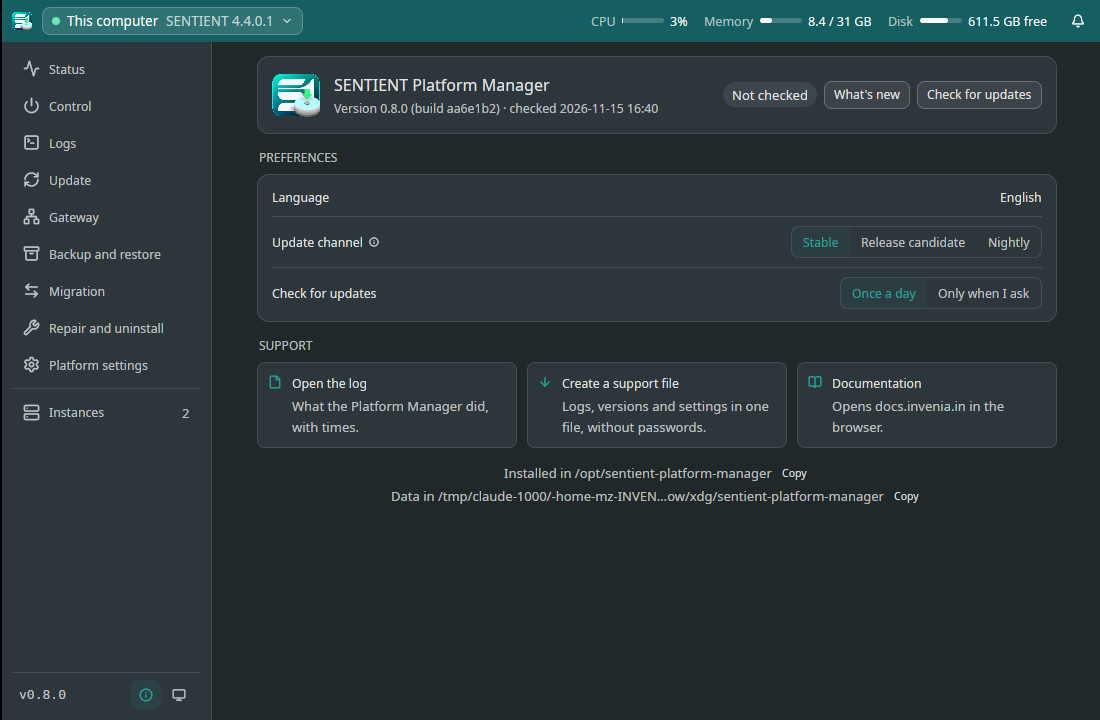 This computer SENTIENT 4.4.0.1
CPU 3% Memory 8.4 / 31 GB Disk 611.5 GB free
Status
Control
Logs
Update
Gateway
Backup and restore
Migration
Repair and uninstall
Platform settings
Instances 2
v0.8.0
SENTIENT Platform Manager
Version 0.8.0 (build aa6e1b2) · checked 2026-11-15 16:40
Not checked What's new Check for updates
PREFERENCES
Language English
Update channel Stable Release candidate Nightly
Check for updates Once a day Only when I ask
SUPPORT
Open the log
What the Platform Manager did,
with times.
Create a support file
Logs, versions and settings in one
file, without passwords.
Documentation
Opens docs.invenia.in in the
browser.
Installed in /opt/sentient-platform-manager Copy
Data in /tmp/claude-1000/-home-mz-INVEN...ow/xdg/sentient-platform-manager Copy